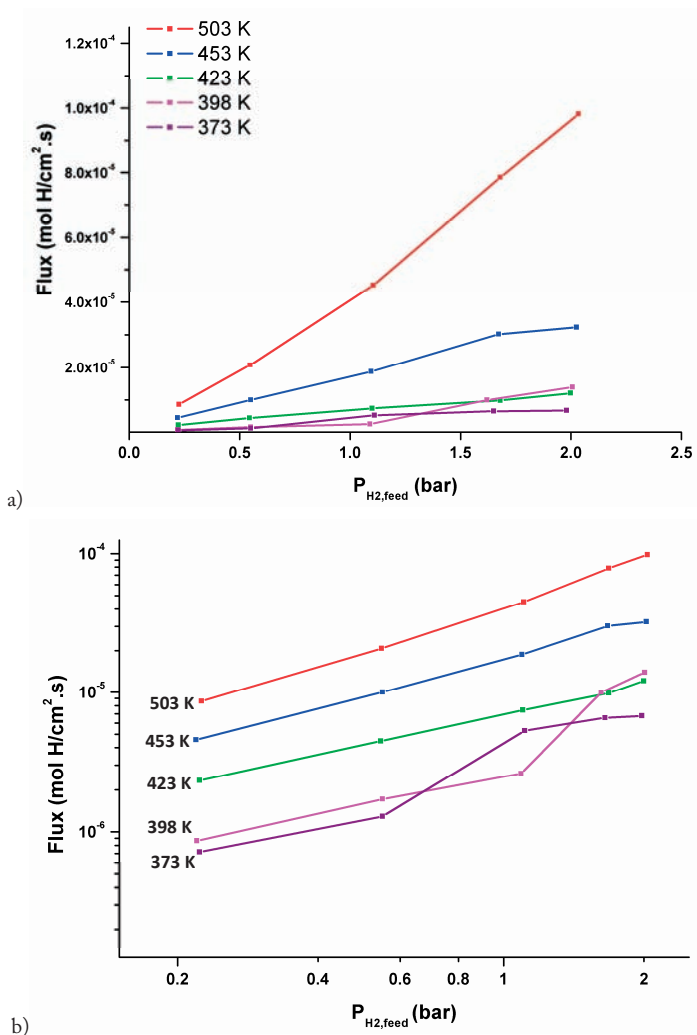 503 K
453 K
423 K
398 K
373 K
1.2x10⁻⁴
1.0x10⁻⁴
8.0x10⁻⁵
6.0x10⁻⁵
4.0x10⁻⁵
2.0x10⁻⁵
Flux (mol H/cm².s)
0.0 0.5 1.0 1.5 2.0 2.5
P_H2,feed (bar)
a)
10⁻⁴
10⁻⁵
10⁻⁶
Flux (mol H/cm².s)
503 K
453 K
423 K
398 K
373 K
0.2 0.4 0.6 0.8 1 2
P_H2,feed (bar)
b)